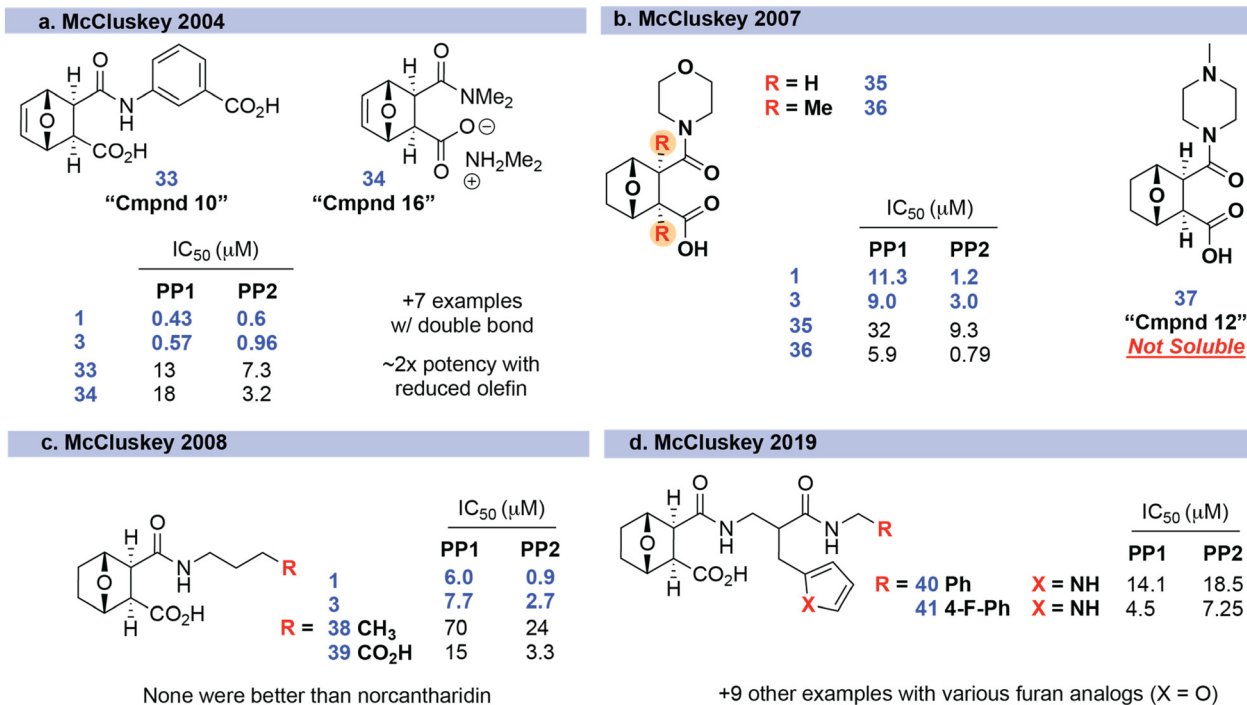 a. McCluskey 2004
H
O
N
H
CO2H
O
CO2H
H
33
“Cmpnd 10”
H
O
NMe2
O
O
⊖
H
O
NH2Me2
⊕
34
“Cmpnd 16”
IC50 (μM)
PP1 PP2
1 0.43 0.6
3 0.57 0.96
33 13 7.3
34 18 3.2
+7 examples
w/ double bond
~2x potency with
reduced olefin
b. McCluskey 2007
O
N
R
O
O
O
R
OH
R = H 35
R = Me 36
IC50 (μM)
PP1 PP2
1 11.3 1.2
3 9.0 3.0
35 32 9.3
36 5.9 0.79
N
N
H
O
O
O
H
OH
37
“Cmpnd 12”
Not Soluble
c. McCluskey 2008
H
O
N
H
R
O
CO2H
H
IC50 (μM)
PP1 PP2
1 6.0 0.9
3 7.7 2.7
R = 38 CH3 70 24
39 CO2H 15 3.3
None were better than norcantharidin
d. McCluskey 2019
H
O
O
N
H
N
H
R
O
CO2H
H
X
IC50 (μM)
PP1 PP2
R = 40 Ph X = NH 14.1 18.5
41 4-F-Ph X = NH 4.5 7.25
+9 other examples with various furan analogs (X = O)